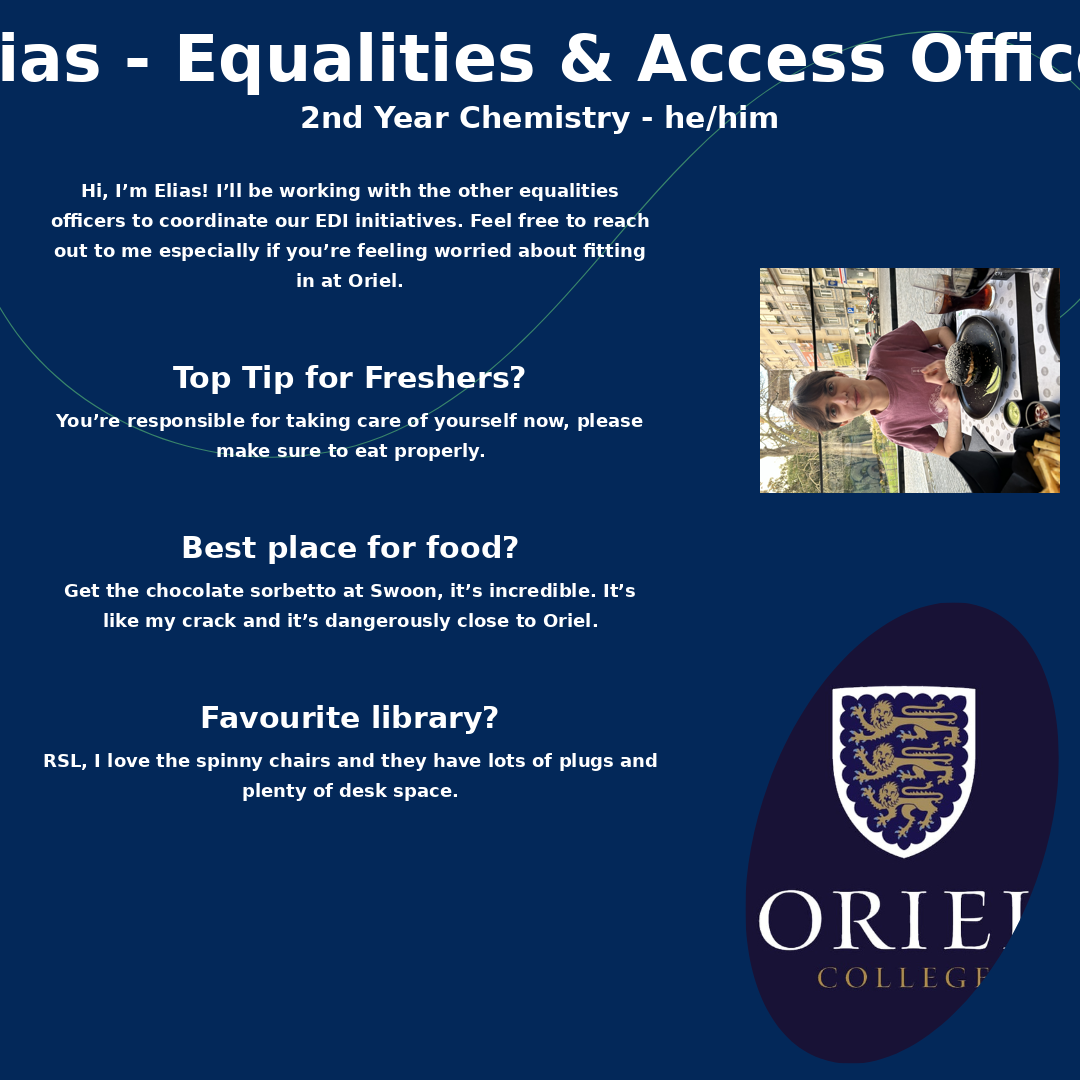 ias - Equalities & Access Offic
2nd Year Chemistry - he/him
Hi, I’m Elias! I’ll be working with the other equalities
officers to coordinate our EDI initiatives. Feel free to reach
out to me especially if you’re feeling worried about fitting
in at Oriel.
Top Tip for Freshers?
You’re responsible for taking care of yourself now, please
make sure to eat properly.
Best place for food?
Get the chocolate sorbetto at Swoon, it’s incredible. It’s
like my crack and it’s dangerously close to Oriel.
Favourite library?
RSL, I love the spinny chairs and they have lots of plugs and
plenty of desk space.
ORIEL
COLLEGE